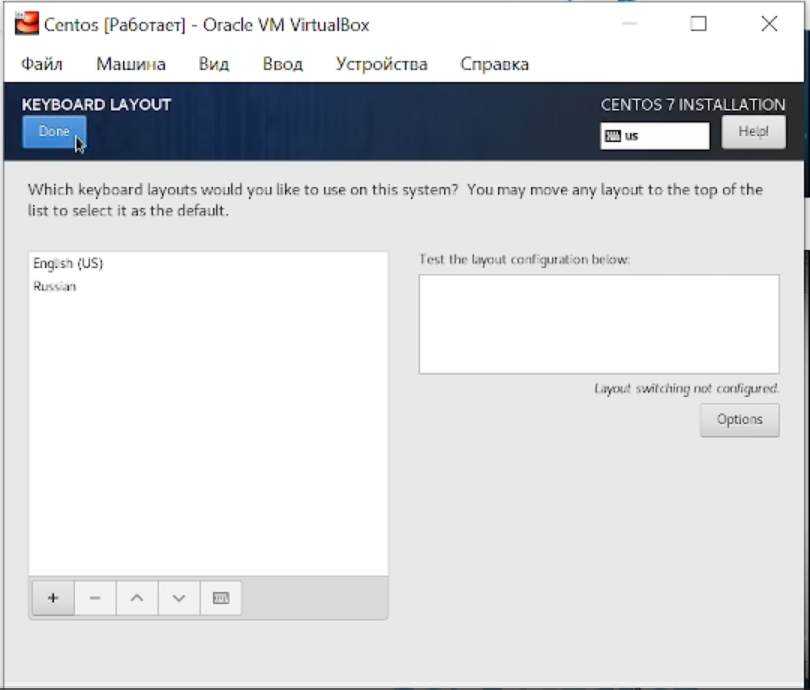 Centos [Работает] - Oracle VM VirtualBox
Файл Машина Вид Ввод Устройства Справка
KEYBOARD LAYOUT
CENTOS 7 INSTALLATION
Done
us
Help!
Which keyboard layouts would you like to use on this system? You may move any layout to the top of the
list to select it as the default.
English (US)
Russian
Test the layout configuration below:
Layout switching not configured.
Options